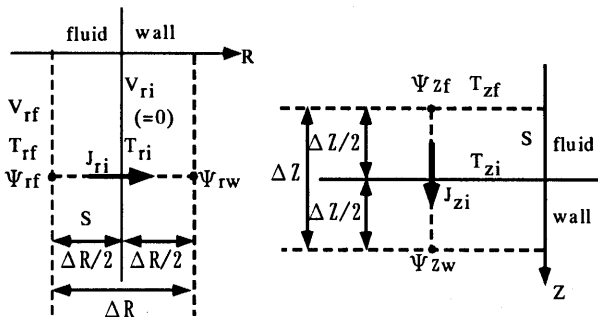 fluid wall
R
V_ri
(=0)
V_rf
T_rf J_ri T_ri
Ψ_rf Ψ_rw
S
ΔR/2 ΔR/2
ΔR
Ψ_Zf T_zf
S
ΔZ/2 fluid
T_zi
ΔZ
J_zi
ΔZ/2 wall
Ψ_Zw
Z